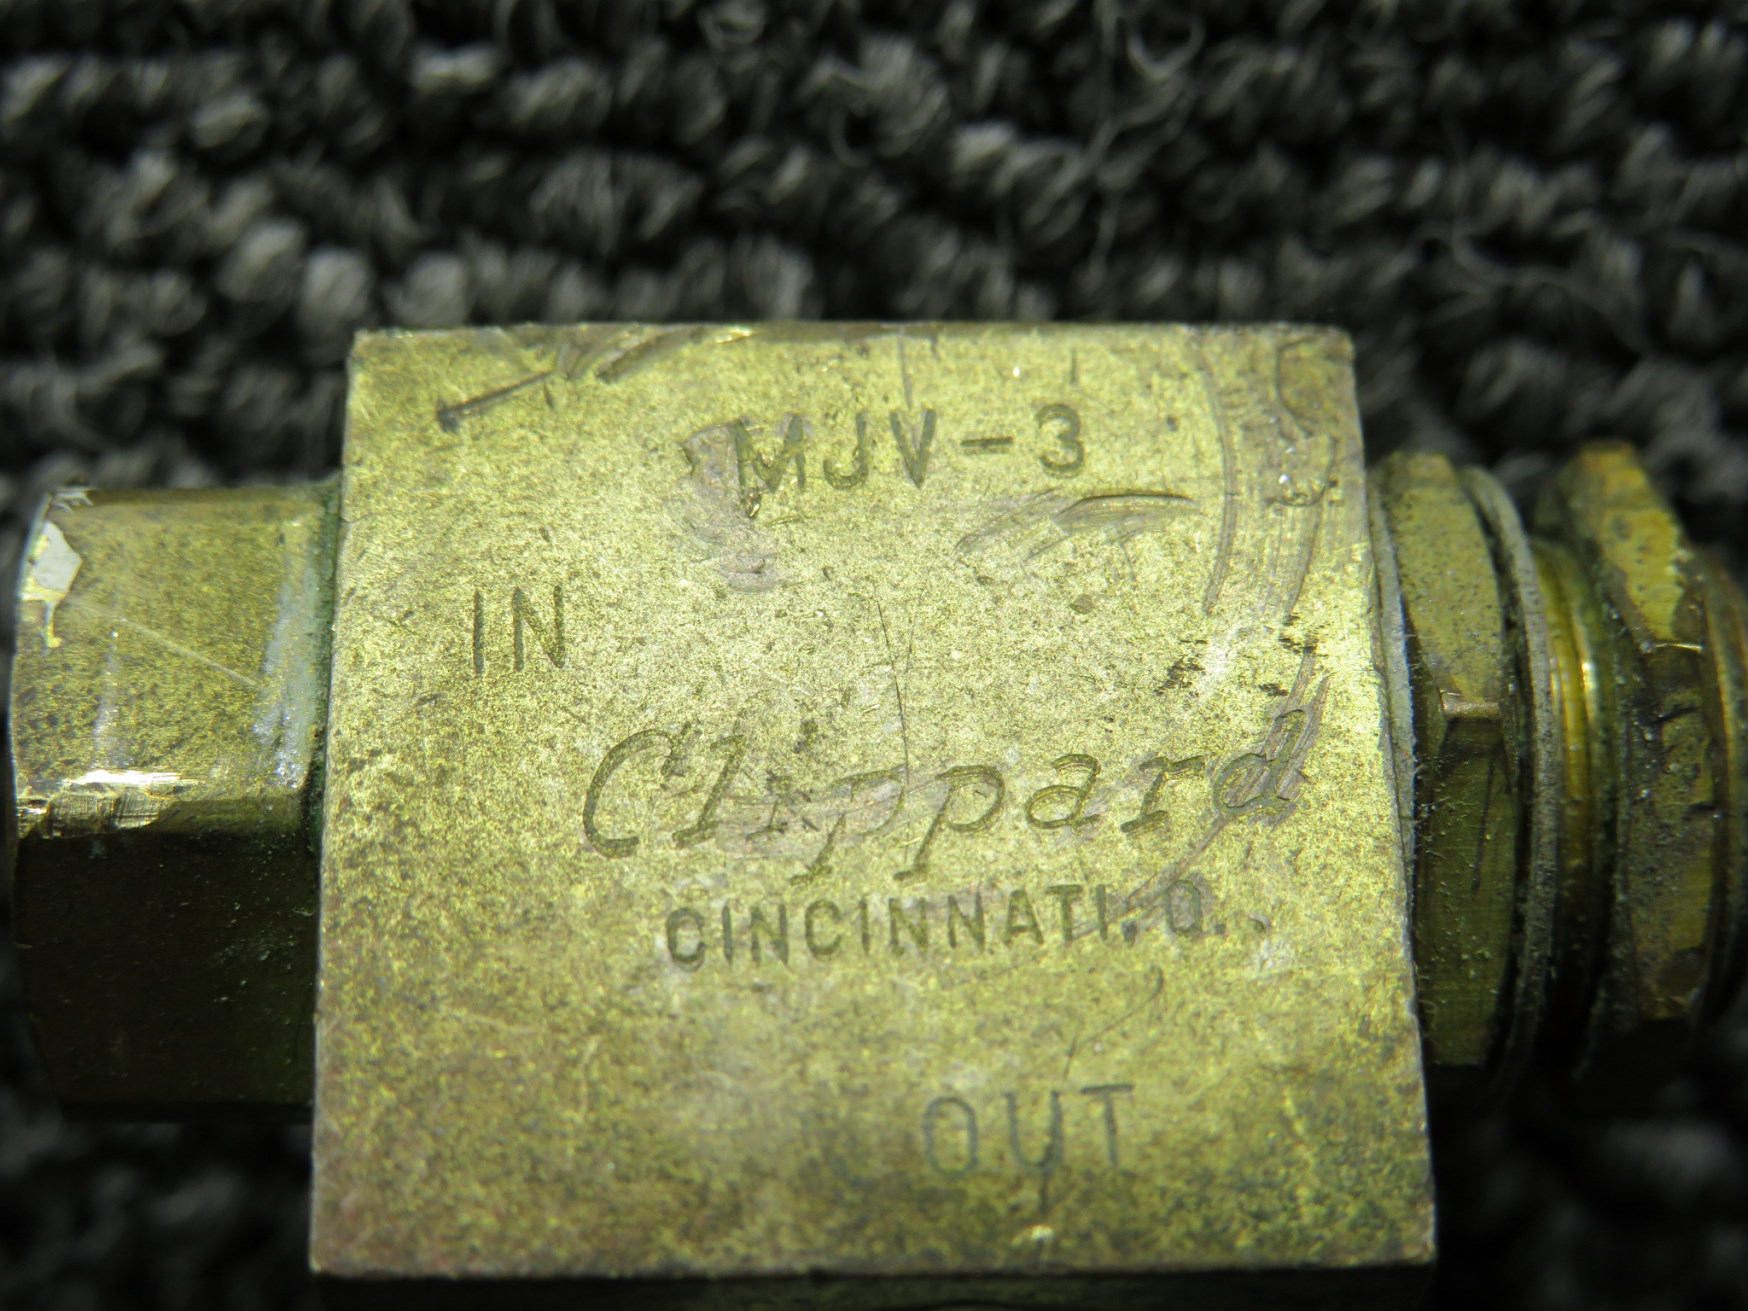 MJV-3
IN
Clippard
CINCINNATI, O.
OUT